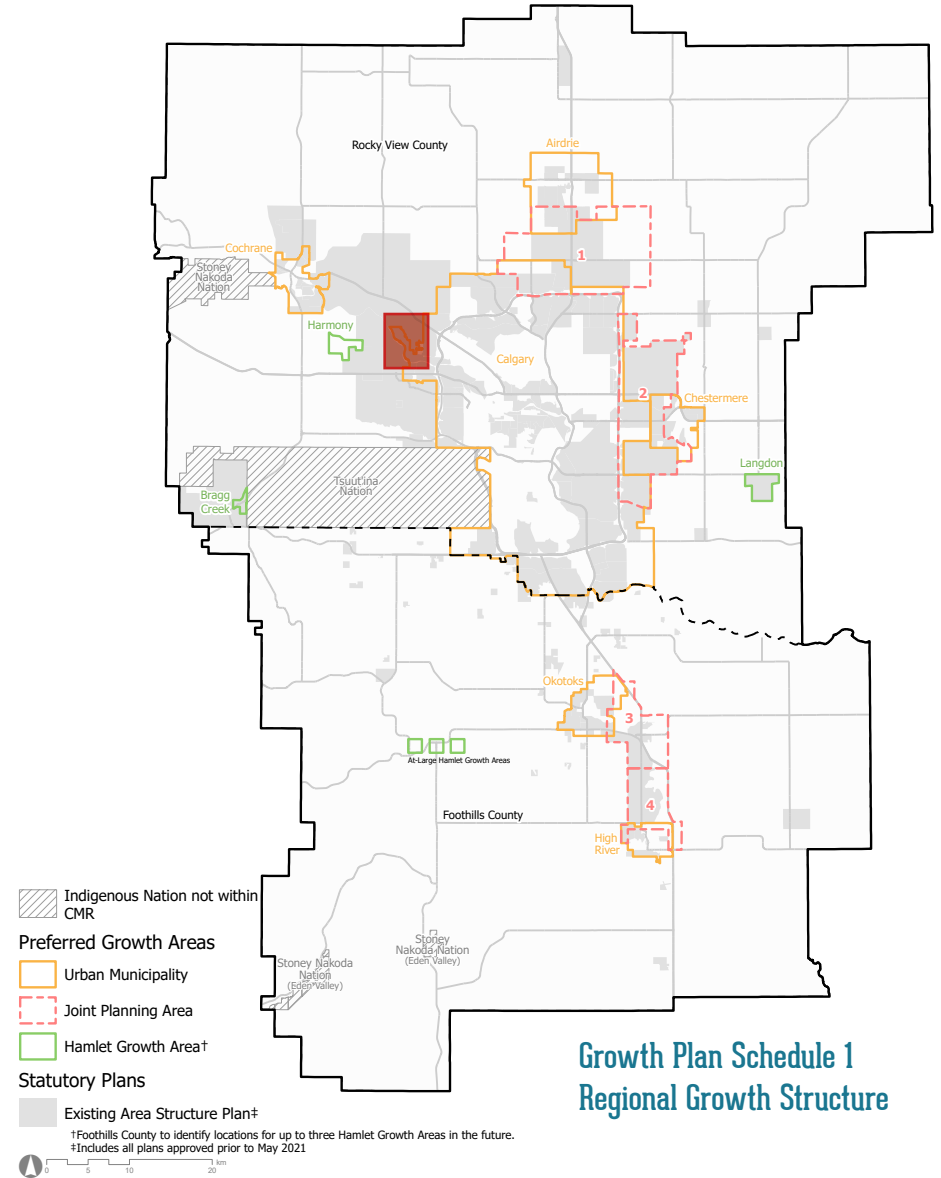 Rocky View County
Airdrie
1
Cochrane
Stoney
Nakoda
Nation
Harmony
Calgary
2
Chestermere
Langdon
Tsuut'ina
Nation
Bragg
Creek
Okotoks
3
At-Large Hamlet Growth Areas
Foothills County
4
High
River
Stoney
Nakoda Nation
(Eden Valley)
Stoney Nakoda
Nation
(Eden Valley)
Indigenous Nation not within
CMR
Preferred Growth Areas
Urban Municipality
Joint Planning Area
Hamlet Growth Area†
Statutory Plans
Existing Area Structure Plan‡
†Foothills County to identify locations for up to three Hamlet Growth Areas in the future.
‡Includes all plans approved prior to May 2021
km
0 5 10 20
Growth Plan Schedule 1
Regional Growth Structure